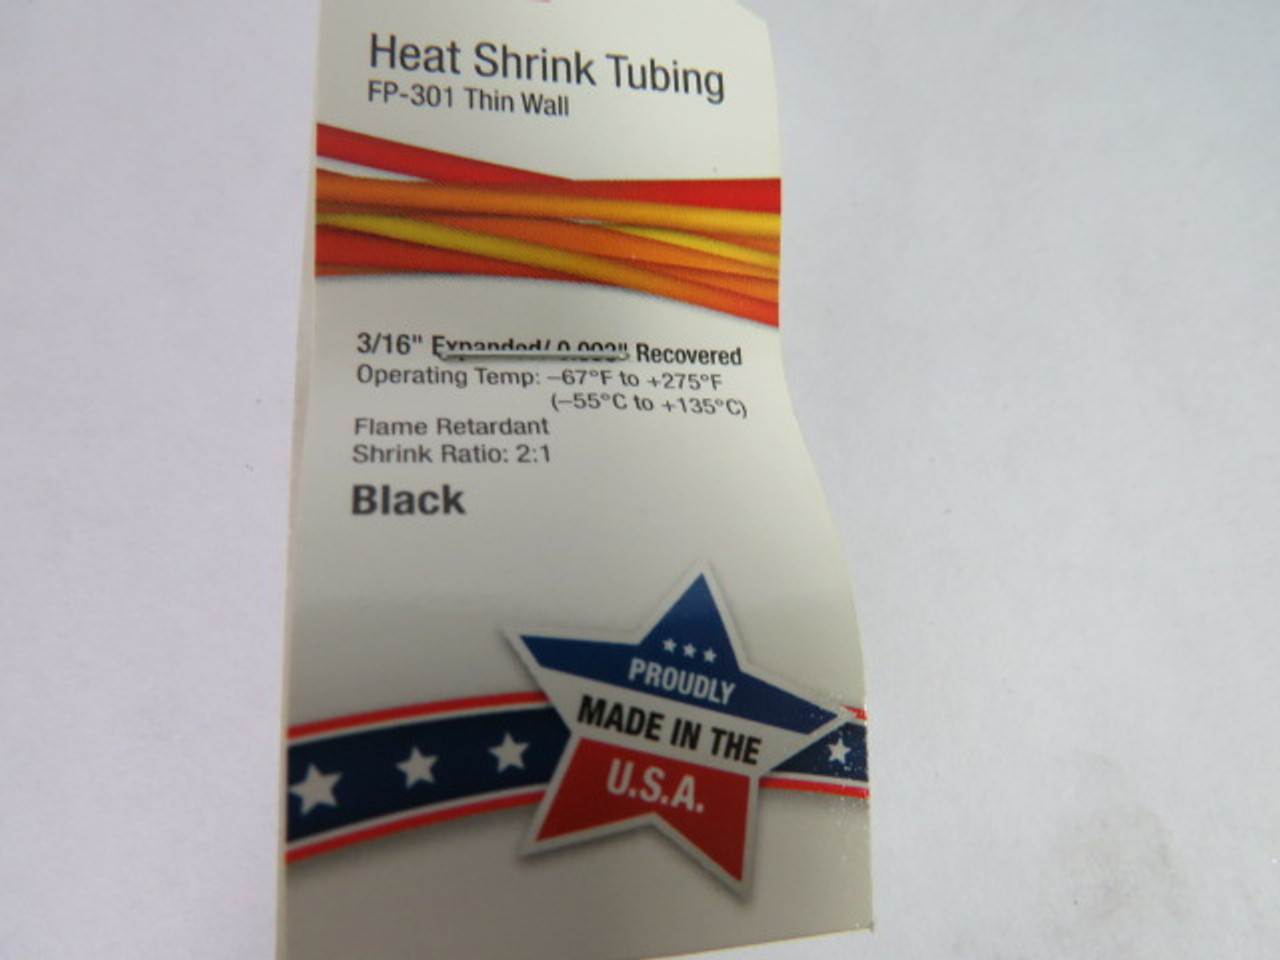 Heat Shrink Tubing
FP-301 Thin Wall
3/16" Expanded/ Recovered
Operating Temp: –67°F to +275°F
(–55°C to +135°C)
Flame Retardant
Shrink Ratio: 2:1
Black
PROUDLY
MADE IN THE
U.S.A.